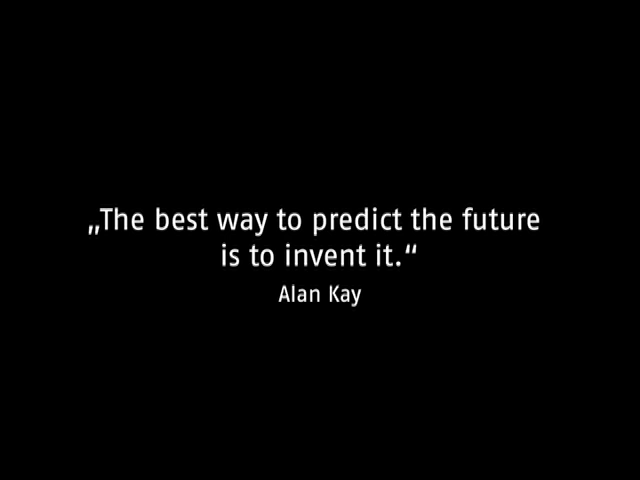 „The best way to predict the future
is to invent it.“
Alan Kay